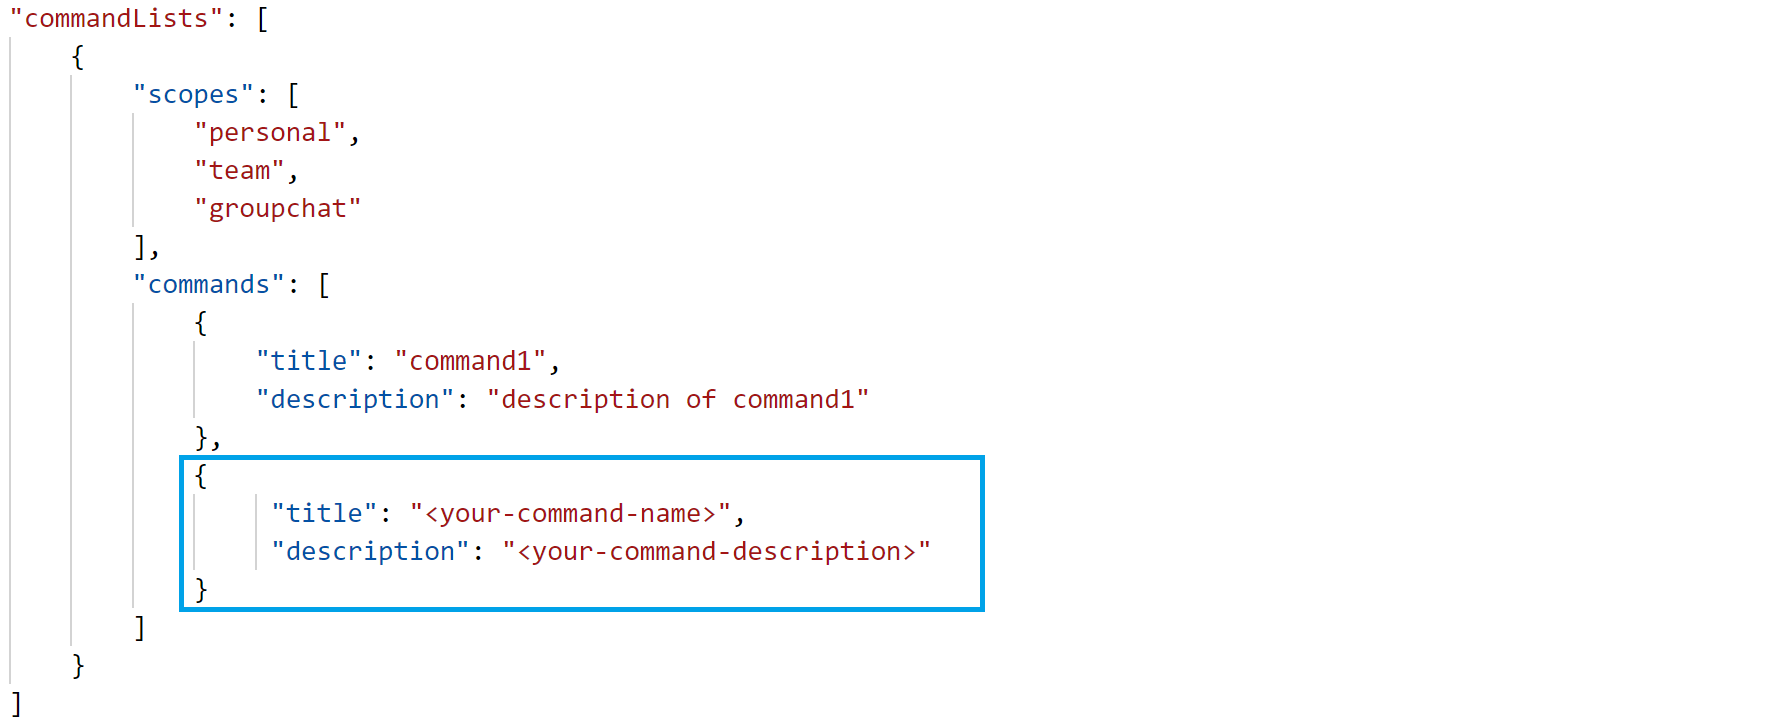 "commandLists": [
    {
        "scopes": [
            "personal",
            "team",
            "groupchat"
        ],
        "commands": [
            {
                "title": "command1",
                "description": "description of command1"
            },
            {
                 "title": "<your-command-name>",
                 "description": "<your-command-description>"
            }
        ]
    }
]